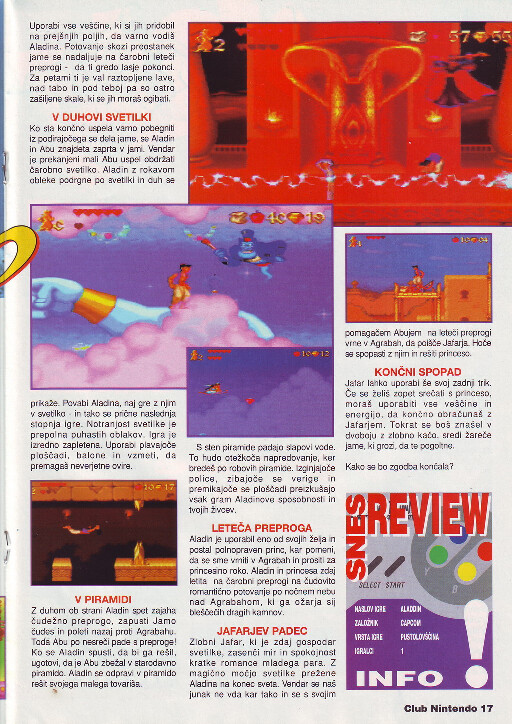 Uporabi vse veščine, ki si jih pridobil
na prejšnjih poljih, da varno vodiš
Aladina. Potovanje skozi preostanek
jame se nadaljuje na čarobni leteči
preprogi - da ti gredo lasje pokonci.
Za petami ti je val raztopljene lave,
nad tabo in pod teboj pa so ostro
zašiljene skale, ki se jih moraš ogibati.
V DUHOVI SVETILKI
Ko sta končno uspela varno pobegniti
iz podirajočega se dela jame, se Aladin
in Abu znajdeta zaprta v jami. Vendar
je prekanjeni mali Abu uspel obdržati
čarobno svetilko. Aladin z rokavom
obleke podrgne po svetilki in duh se
prikaže. Povabi Aladina, naj gre z njim
v svetilko - in tako se prične naslednja
stopnja igre. Notranjost svetilke je
prepolna puhastih oblakov. Igra je
izredno zapletena. Uporabi plavajoče
ploščadi, balone in vzmeti, da
premagaš neverjetne ovire.
V PIRAMIDI
Z duhom ob strani Aladin spet zajaha
čudežno preprogo, zapusti Jamo
čudes in poleti nazaj proti Agrabahu.
Toda Abu po nesreči pade s preproge!
Ko se Aladin spusti, da bi ga rešil,
ugotovi, da je Abu zbežal v starodavno
piramido. Aladin se odpravi v piramido
rešit svojega malega tovariša.
S sten piramide padajo slapovi vode.
To hudo otežkoča napredovanje, ker
bredeš po robovih piramide. Izginjajoče
police, zibajoče se verige in
premikajoče se ploščadi preizkušajo
vsak gram Aladinove sposobnosti in
tvojih živcev.
LETEČA PREPROGA
Aladin je uporabil eno od svojih želja in
postal polnopraven princ, kar pomeni,
da se sme vrniti v Agrabah in prositi za
princesino roko. Aladin in princesa zdaj
letita na čarobni preprogi na čudovito
romantično potovanje po nočnem nebu
nad Agrabahom, ki ga ožarja sij
bleščečih dragih kamnov.
JAFARJEV PADEC
Zlobni Jafar, ki je zdaj gospodar
svetilke, zasenči mir in spokojnost
kratke romance mladega para. Z
magično močjo svetilke prežene
Aladina na konec sveta. Vendar se naš
junak ne vda kar tako in se s svojim
pomagačem Abujem na leteči preprogi
vrne v Agrabah, da poišče Jafarja. Hoče
se spopasti z njim in rešiti princeso.
KONČNI SPOPAD
Jafar lahko uporabi še svoj zadnji trik.
Če se želiš zopet srečati s princeso,
moraš uporabiti vse veščine in
energijo, da končno obračunaš z
Jafarjem. Tokrat se boš znašel v
dvoboju z zlobno kačo, sredi žareče
jame, ki grozi, da te pogoltne.
Kako se bo zgodba končala?
SNES REVIEW
SELECT START
Y
B
NASLOV IGRE ALADDIN
ZALOŽNIK CAPCOM
VRSTA IGRE PUSTOLOVŠČINA
IGRALCI 1
INFO !
Club Nintendo 17